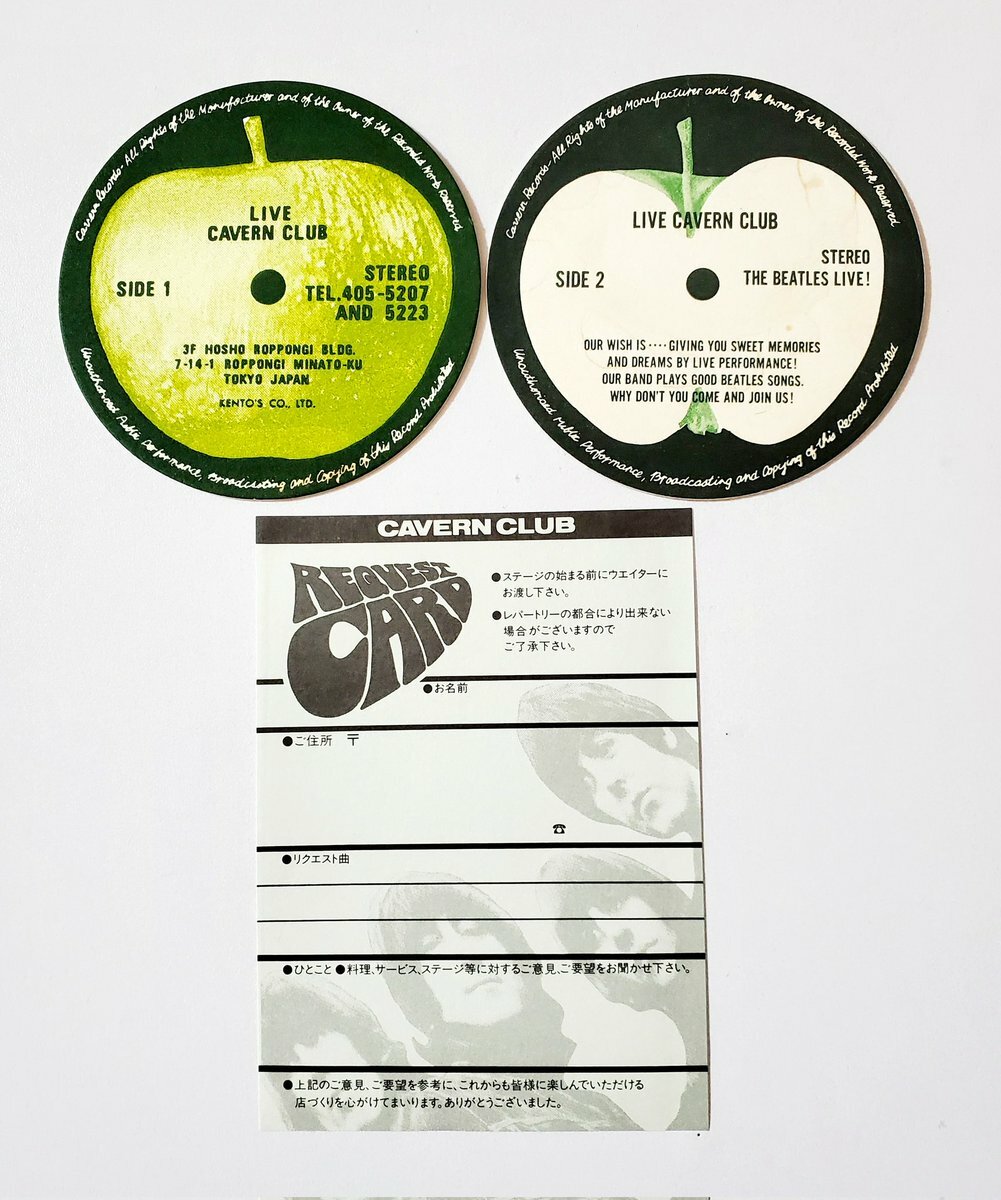 Cavern Records-All Rights of the Manufacturer and of the Owner of the Recorded Work Reserved
LIVE
CAVERN CLUB
SIDE 1
STEREO
TEL.405-5207
AND 5223
3F HOSHO ROPPONGI BLDG.
7-14-1 ROPPONGI MINATO-KU
TOKYO JAPAN
KENTO'S CO., LTD.
Unauthorised Public Performance, Broadcasting and Copying of this Record Prohibited
Cavern Records-All Rights of the Manufacturer and of the Owner of the Recorded Work Reserved
LIVE CAVERN CLUB
SIDE 2
STEREO
THE BEATLES LIVE!
OUR WISH IS ···· GIVING YOU SWEET MEMORIES
AND DREAMS BY LIVE PERFORMANCE!
OUR BAND PLAYS GOOD BEATLES SONGS.
WHY DON'T YOU COME AND JOIN US!
Unauthorised Public Performance, Broadcasting and Copying of this Record Prohibited
CAVERN CLUB
REQUEST
CARD
●ステージの始まる前にウエイターに
お渡し下さい。
●レパートリーの都合により出来ない
場合がございますので
ご了承下さい。
●お名前
●ご住所 〒
☎
●リクエスト曲
●ひとこと●料理、サービス、ステージ等に対するご意見、ご要望をお聞かせ下さい。
●上記のご意見、ご要望を参考に、これからも皆様に楽しんでいただける
店づくりを心がけてまいります。ありがとうございました。